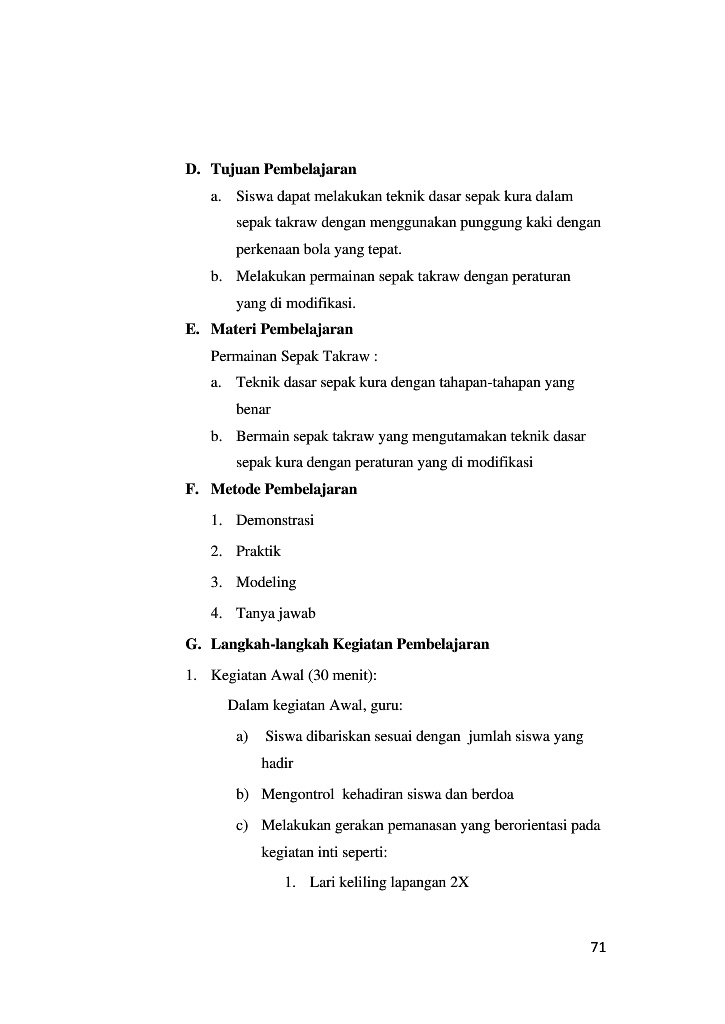 D. Tujuan Pembelajaran
a. Siswa dapat melakukan teknik dasar sepak kura dalam
sepak takraw dengan menggunakan punggung kaki dengan
perkenaan bola yang tepat.
b. Melakukan permainan sepak takraw dengan peraturan
yang di modifikasi.
E. Materi Pembelajaran
Permainan Sepak Takraw :
a. Teknik dasar sepak kura dengan tahapan-tahapan yang
benar
b. Bermain sepak takraw yang mengutamakan teknik dasar
sepak kura dengan peraturan yang di modifikasi
F. Metode Pembelajaran
1. Demonstrasi
2. Praktik
3. Modeling
4. Tanya jawab
G. Langkah-langkah Kegiatan Pembelajaran
1. Kegiatan Awal (30 menit):
Dalam kegiatan Awal, guru:
a) Siswa dibariskan sesuai dengan jumlah siswa yang
hadir
b) Mengontrol kehadiran siswa dan berdoa
c) Melakukan gerakan pemanasan yang berorientasi pada
kegiatan inti seperti:
1. Lari keliling lapangan 2X
71